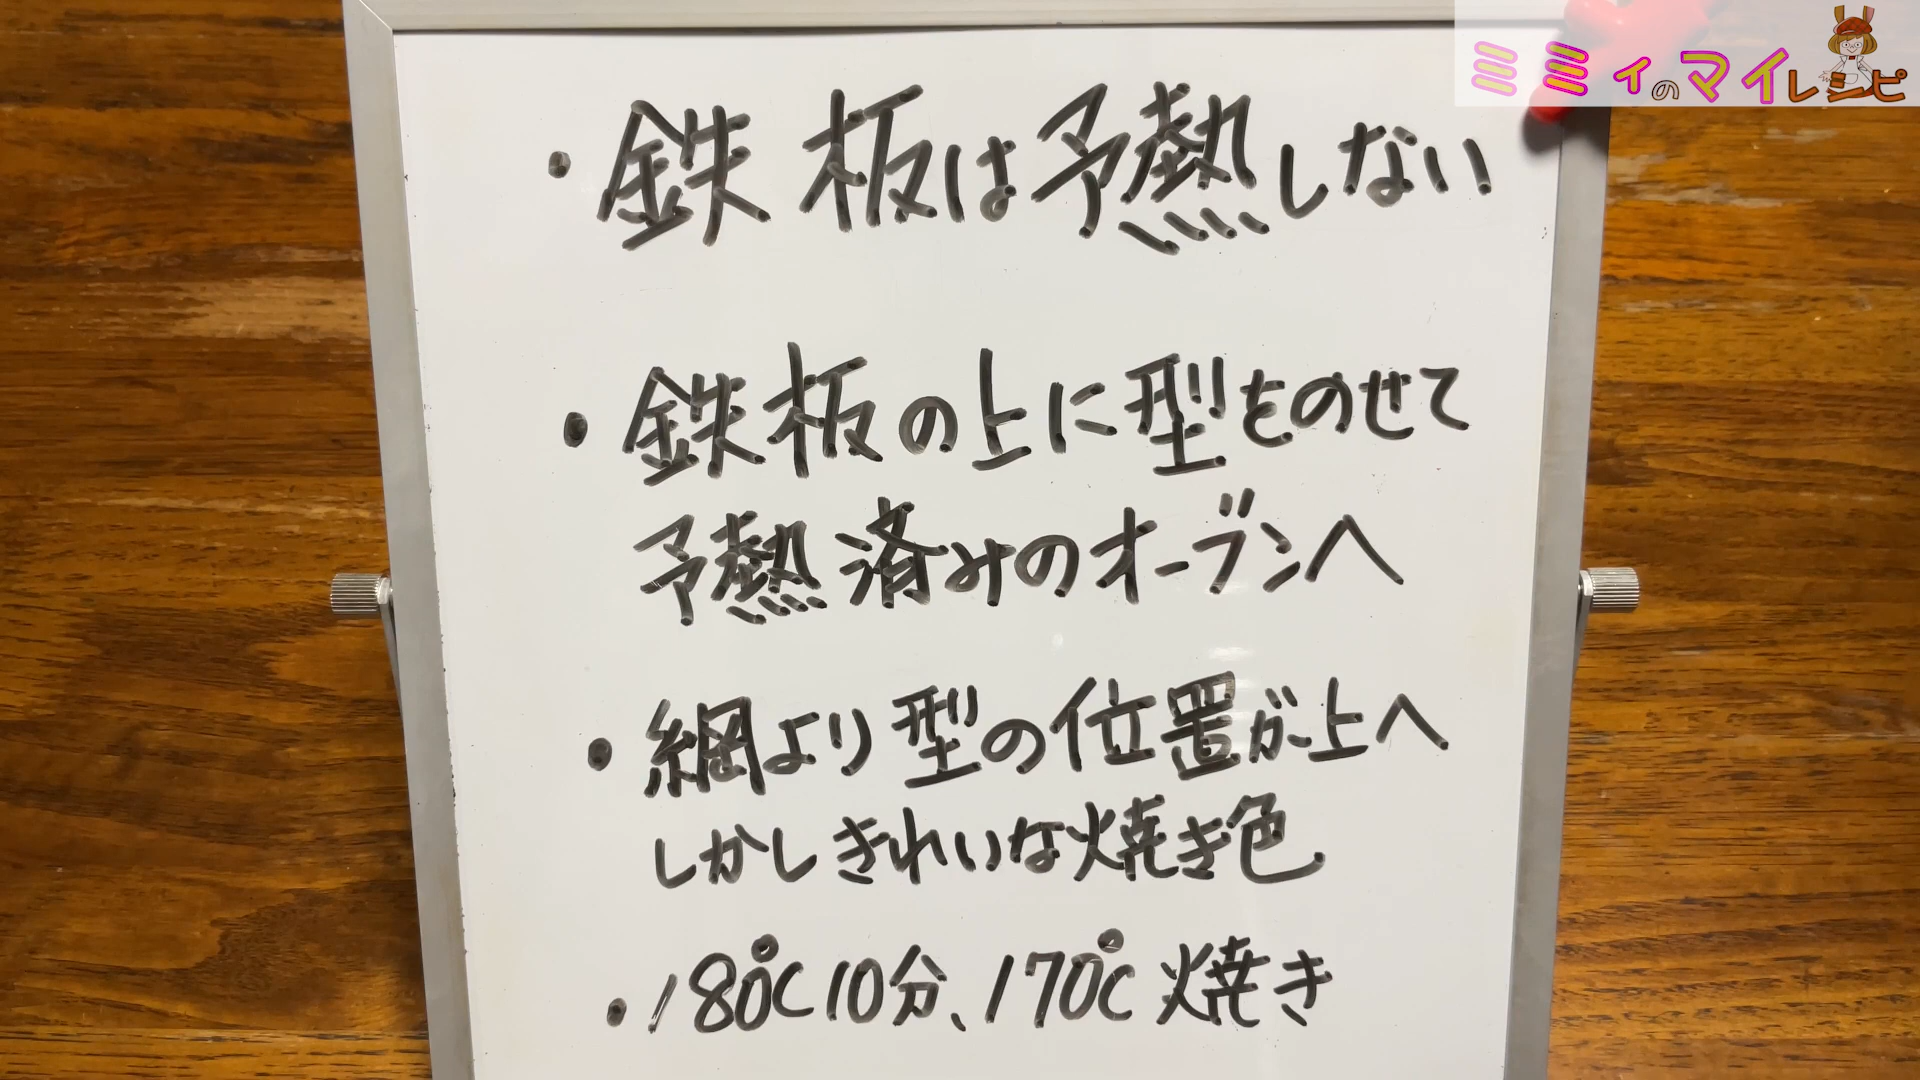 ミミィのマイレシピ
・鉄板は予熱しない
・鉄板の上に型をのせて
予熱済みのオーブンへ
・網より型の位置が上へ
しかしきれいな焼き色
・180℃10分、170℃焼き